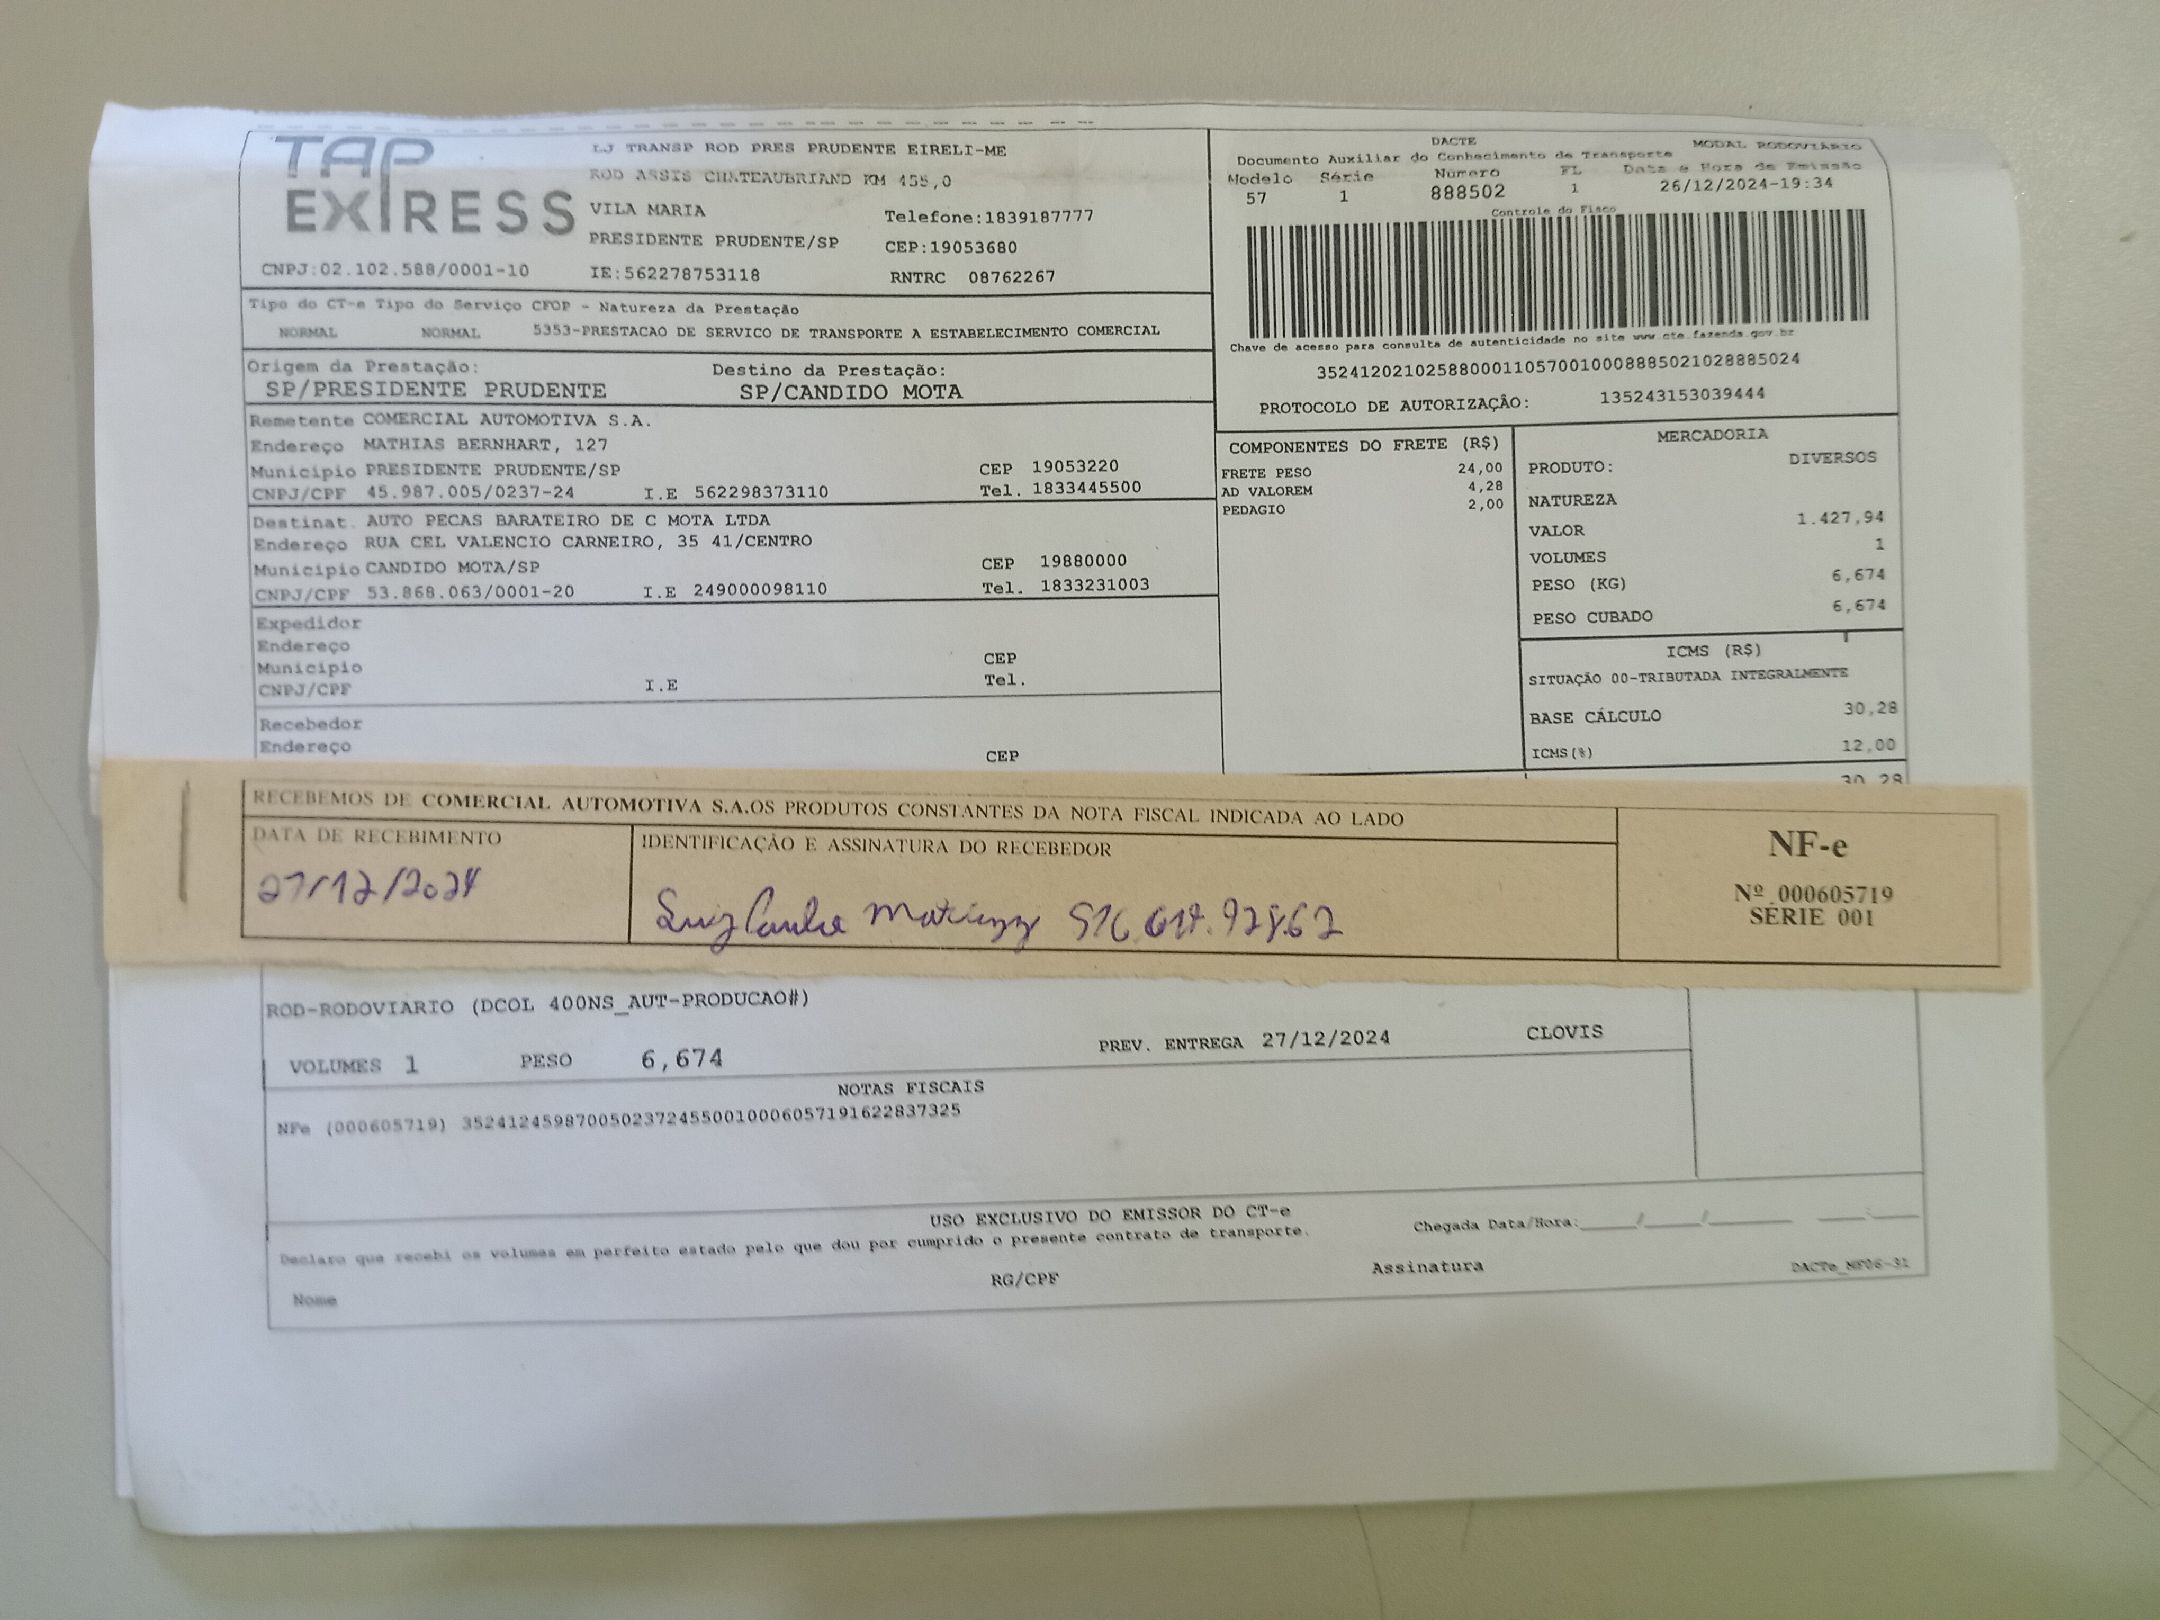 TAP EXPRESS
LJ TRANSP ROD PRES PRUDENTE EIRELI-ME
ROD ASSIS CHATEAUBRIAND KM 455,0
VILA MARIA Telefone:1839187777
PRESIDENTE PRUDENTE/SP CEP:19053680
CNPJ:02.102.588/0001-10 IE:562278753118 RNTRC 08762267
DACTE MODAL RODOVIÁRIO
Documento Auxiliar do Conhecimento de Transporte
Modelo Série Número FL Data e Hora de Emissão
57 1 888502 1 26/12/2024-19:34
Controle do Fisco
Chave de acesso para consulta de autenticidade no site www.cte.fazenda.gov.br
35241202102588000110570010008885021028885024
PROTOCOLO DE AUTORIZAÇÃO: 135243153039444
Tipo do CT-e Tipo do Serviço CFOP - Natureza da Prestação
NORMAL NORMAL 5353-PRESTACAO DE SERVICO DE TRANSPORTE A ESTABELECIMENTO COMERCIAL
Origem da Prestação: Destino da Prestação:
SP/PRESIDENTE PRUDENTE SP/CANDIDO MOTA
Remetente COMERCIAL AUTOMOTIVA S.A.
Endereço MATHIAS BERNHART, 127
Município PRESIDENTE PRUDENTE/SP CEP 19053220
CNPJ/CPF 45.987.005/0237-24 I.E 562298373110 Tel. 1833445500
Destinat. AUTO PECAS BARATEIRO DE C MOTA LTDA
Endereço RUA CEL VALENCIO CARNEIRO, 35 41/CENTRO
Município CANDIDO MOTA/SP CEP 19880000
CNPJ/CPF 53.868.063/0001-20 I.E 249000098110 Tel. 1833231003
Expedidor
Endereço
Município CEP
CNPJ/CPF I.E Tel.
Recebedor
Endereço CEP
COMPONENTES DO FRETE (R$)
FRETE PESO 24,00
AD VALOREM 4,28
PEDAGIO 2,00
MERCADORIA
PRODUTO: DIVERSOS
NATUREZA
VALOR 1.427,94
VOLUMES 1
PESO (KG) 6,674
PESO CUBADO 6,674
ICMS (R$)
SITUAÇÃO 00-TRIBUTADA INTEGRALMENTE
BASE CÁLCULO 30,28
ICMS(%) 12,00
30,28
RECEBEMOS DE COMERCIAL AUTOMOTIVA S.A.OS PRODUTOS CONSTANTES DA NOTA FISCAL INDICADA AO LADO
DATA DE RECEBIMENTO IDENTIFICAÇÃO E ASSINATURA DO RECEBEDOR
27/12/2024
Luiz
NF-e
Nº 000605719
SÉRIE 001
ROD-RODOVIARIO (DCOL 400NS_AUT-PRODUCAO#)
VOLUMES 1 PESO 6,674 PREV. ENTREGA 27/12/2024 CLOVIS
NOTAS FISCAIS
NFe (000605719) 35241245987005023724550010006057191622837325
USO EXCLUSIVO DO EMISSOR DO CT-e
Declaro que recebi os volumes em perfeito estado pelo que dou por cumprido o presente contrato de transporte.
Chegada Data/Hora:____/____/______ ___:___
Nome RG/CPF Assinatura DACTe_NF06-31